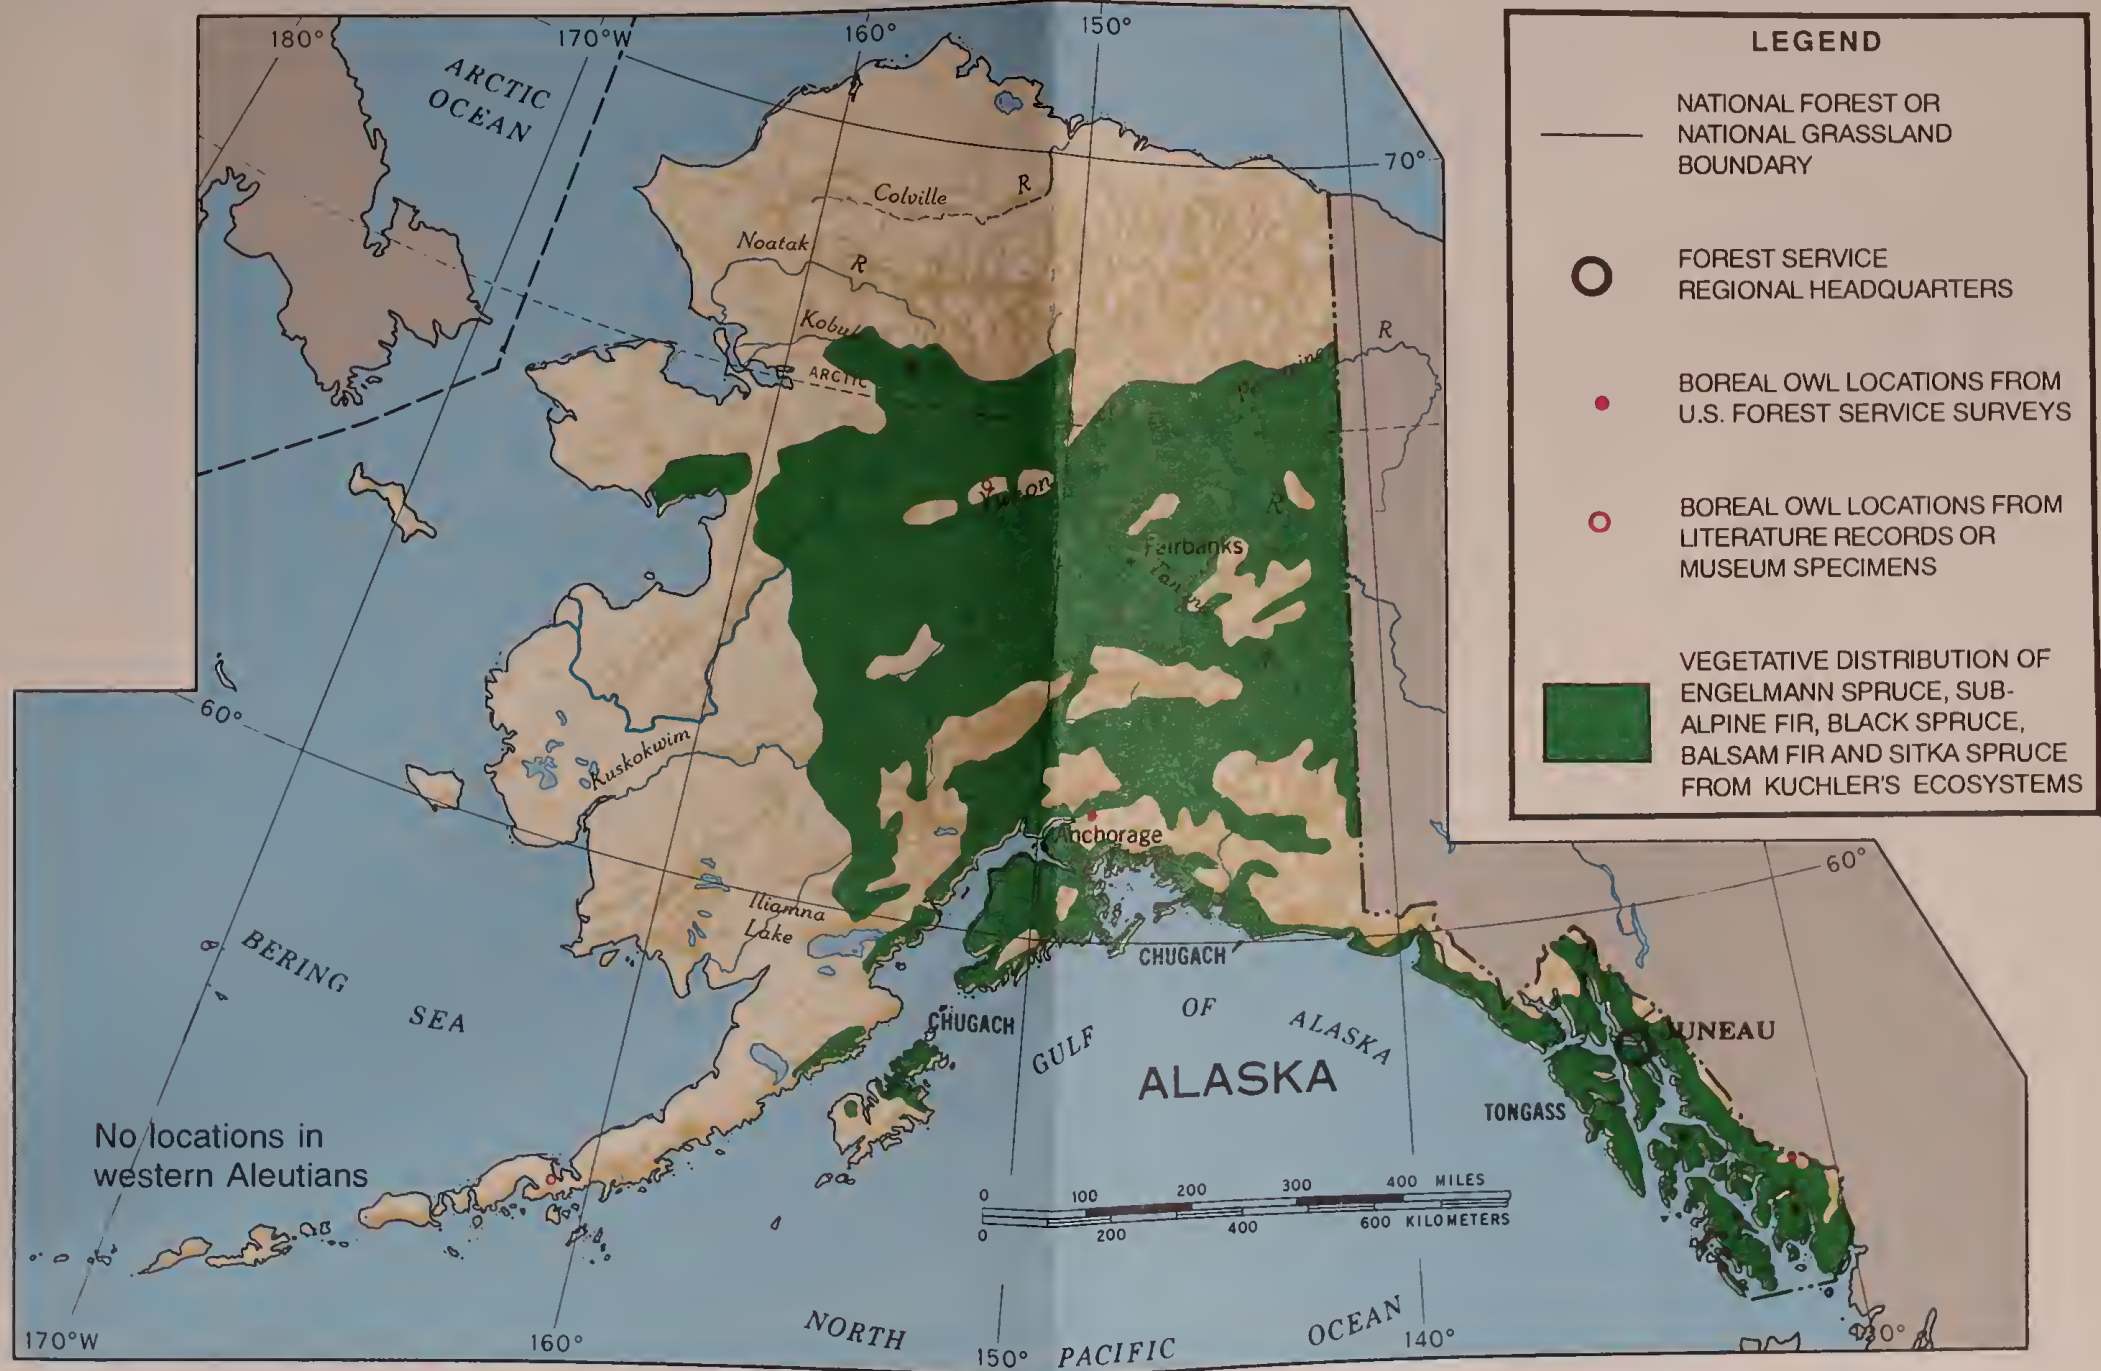 180°
170°W
160°
150°
ARCTIC
OCEAN
70°
Colville
R
Noatak
R
R
ARCTIC
Yukon
R
Fairbanks
60°
Kuskokwim
Anchorage
60°
Iliamna
Lake
BERING
SEA
CHUGACH
CHUGACH
GULF
OF
ALASKA
ALASKA
JUNEAU
TONGASS
No locations in
western Aleutians
0 100 200 300 400 MILES
0 200 400 600 KILOMETERS
NORTH
PACIFIC
OCEAN
170°W
160°
150°
140°
LEGEND
NATIONAL FOREST OR
NATIONAL GRASSLAND
BOUNDARY
FOREST SERVICE
REGIONAL HEADQUARTERS
BOREAL OWL LOCATIONS FROM
U.S. FOREST SERVICE SURVEYS
BOREAL OWL LOCATIONS FROM
LITERATURE RECORDS OR
MUSEUM SPECIMENS
VEGETATIVE DISTRIBUTION OF
ENGELMANN SPRUCE, SUB-
ALPINE FIR, BLACK SPRUCE,
BALSAM FIR AND SITKA SPRUCE
FROM KUCHLER'S ECOSYSTEMS